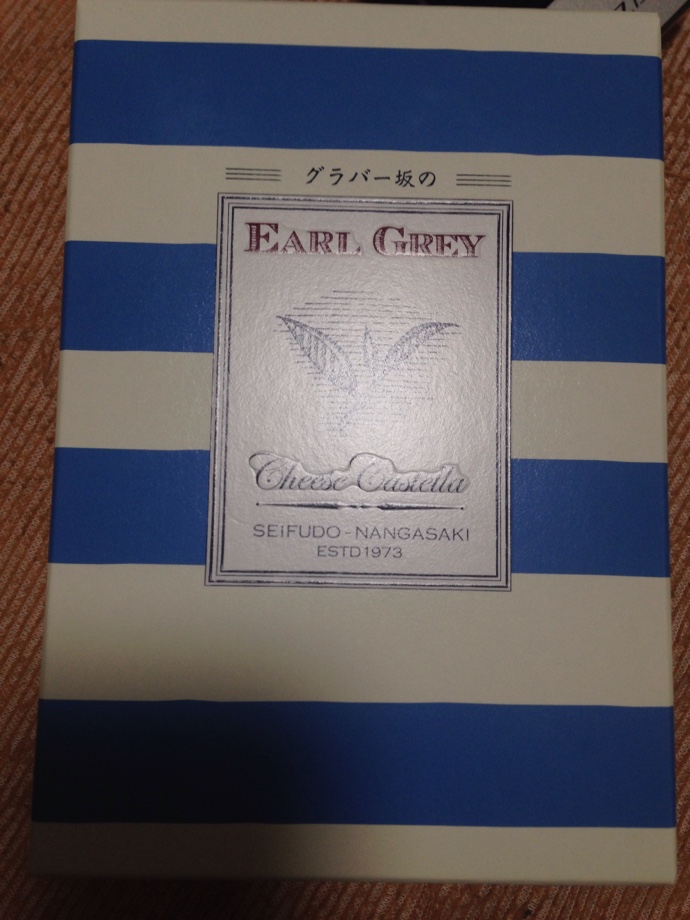 グラバー坂の
EARL GREY
Cheese Castella
SEiFUDO-NANGASAKI
ESTD1973